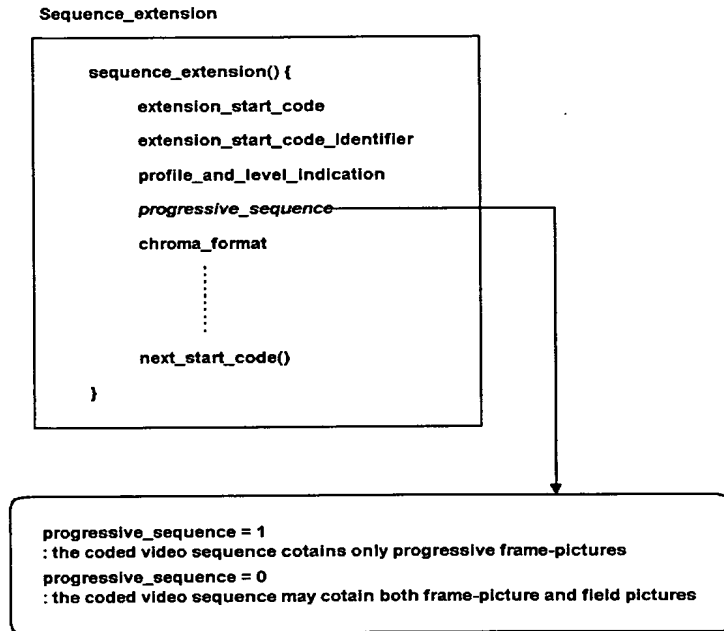 Sequence_extension
sequence_extension() {
extension_start_code
extension_start_code_identifier
profile_and_level_indication
progressive_sequence
chroma_format
next_start_code()
}
progressive_sequence = 1
: the coded video sequence cotains only progressive frame-pictures
progressive_sequence = 0
: the coded video sequence may cotain both frame-picture and field pictures